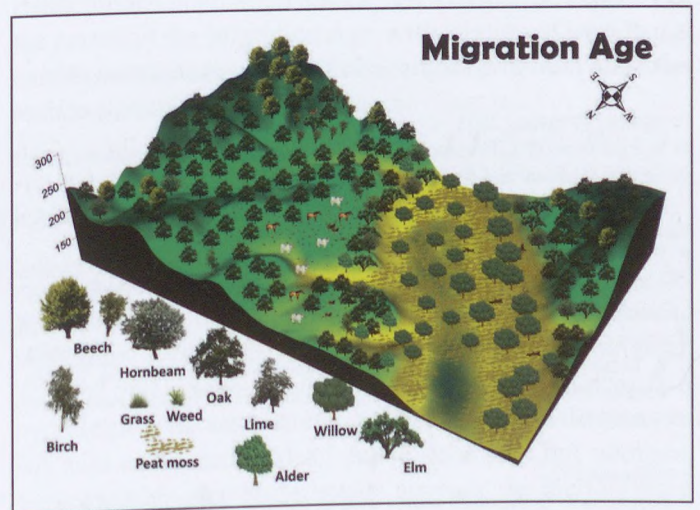 Migration Age
E
S
N
W
300
250
200
150
Beech
Hornbeam
Oak
Birch
Grass
Weed
Lime
Willow
Peat moss
Elm
Alder